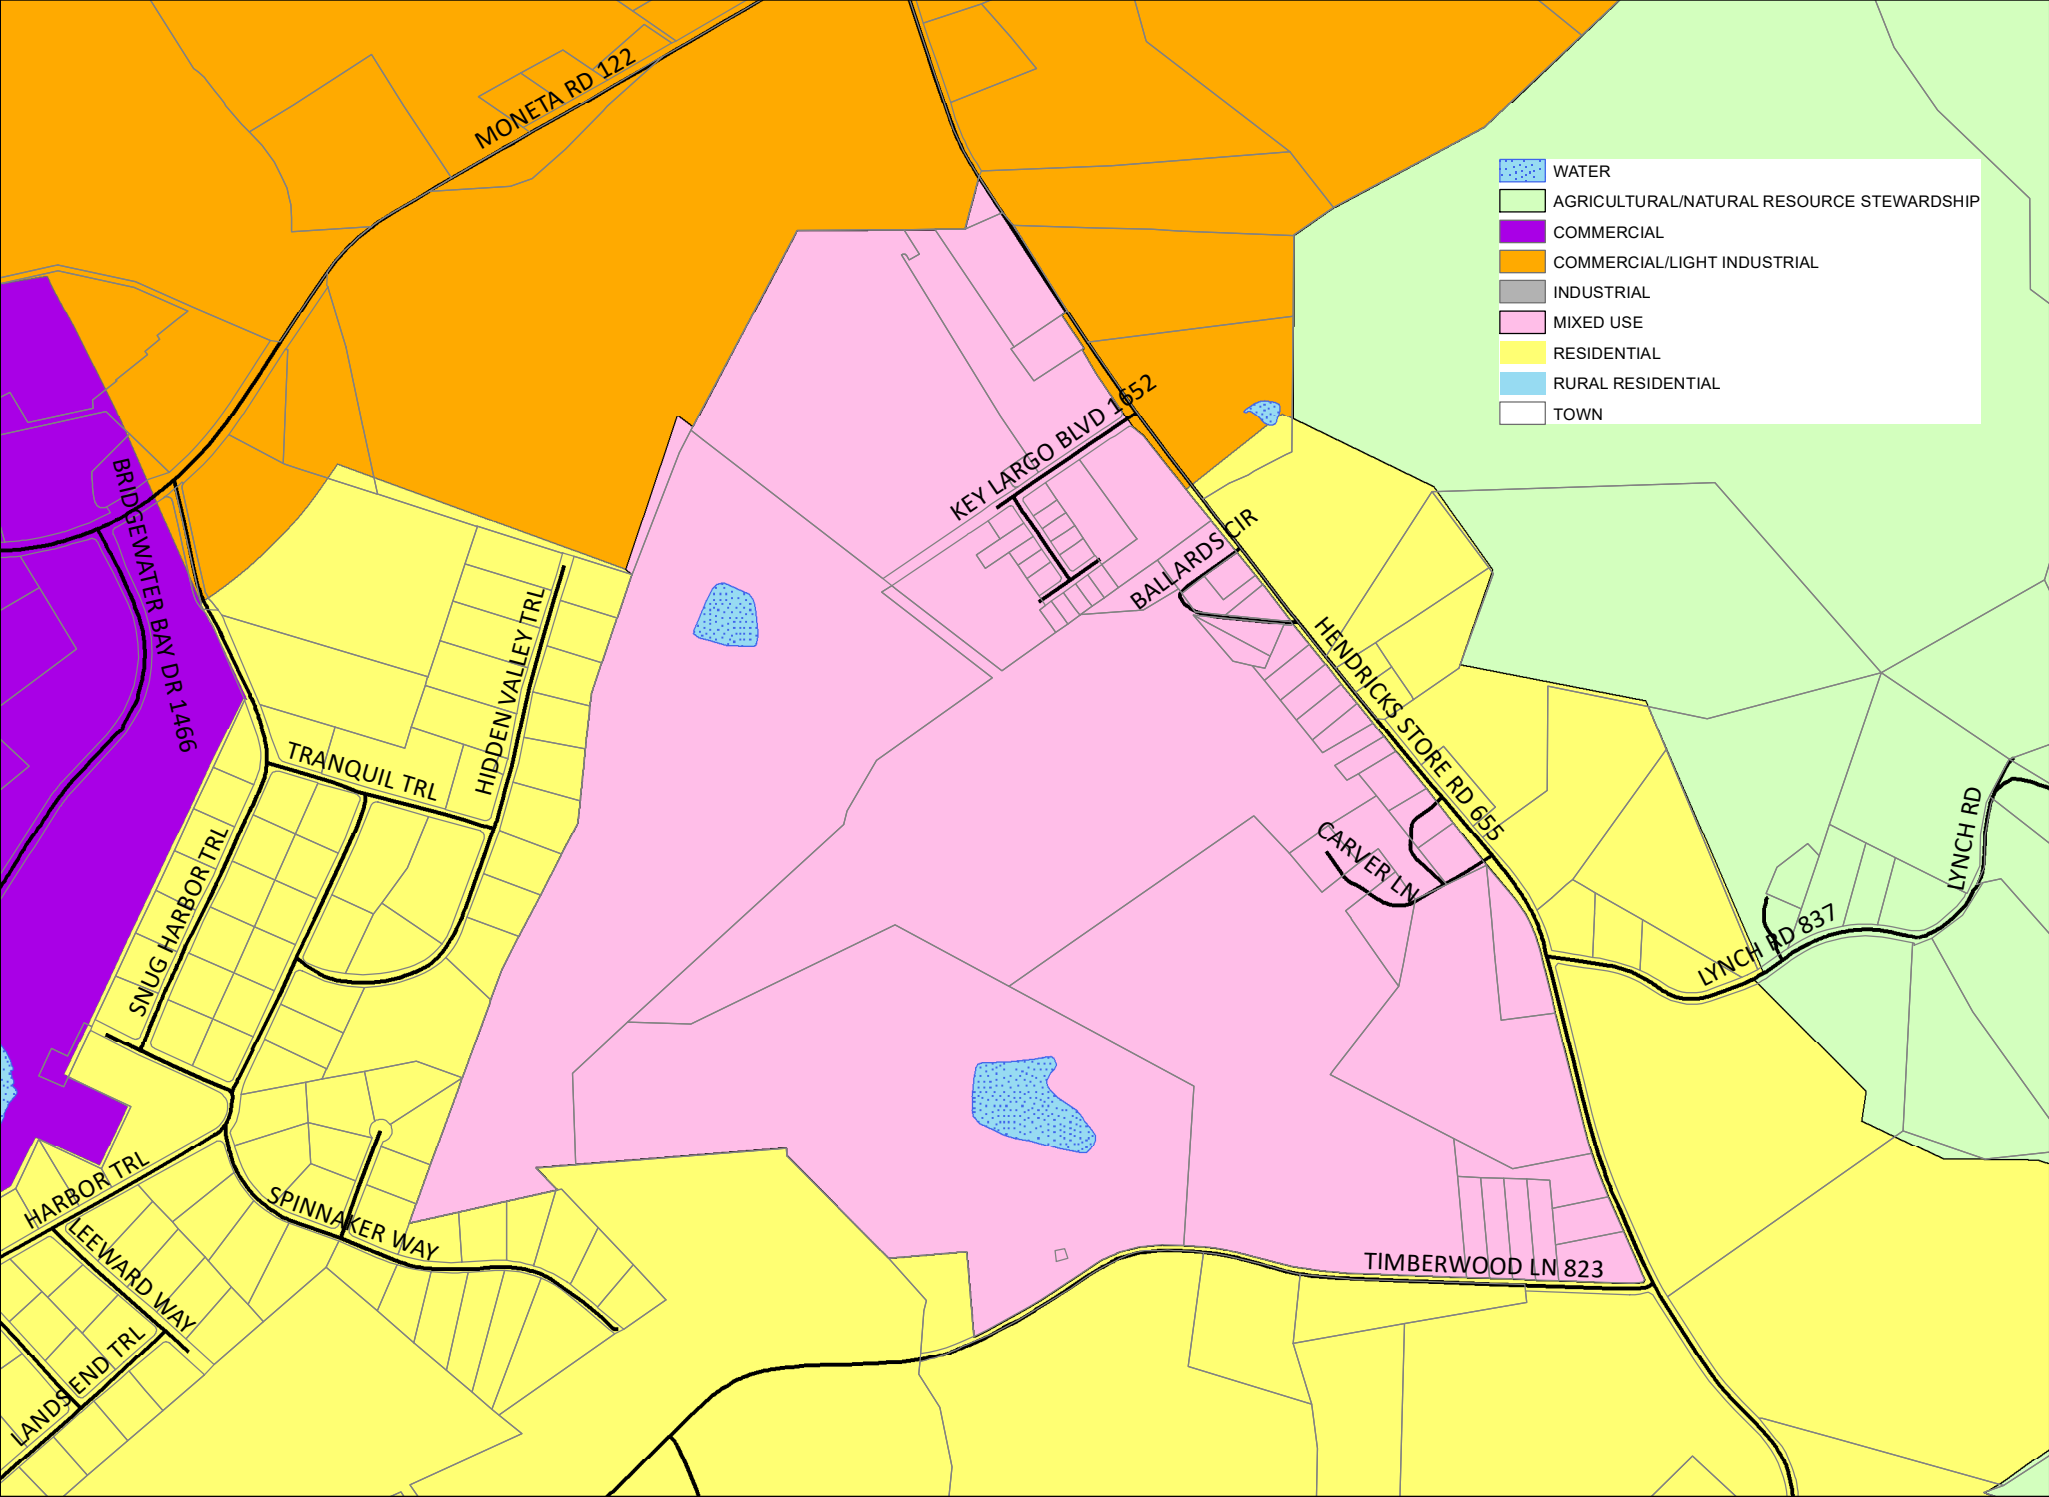 MONETA RD 122
WATER
AGRICULTURAL/NATURAL RESOURCE STEWARDSHIP
COMMERCIAL
COMMERCIAL/LIGHT INDUSTRIAL
INDUSTRIAL
MIXED USE
RESIDENTIAL
RURAL RESIDENTIAL
TOWN
KEY LARGO BLVD 1652
BRIDGEWATER BAY DR 1466
BALLARDS CIR
HIDDEN VALLEY TRL
HENDRICKS STORE RD 655
TRANQUIL TRL
SNUG HARBOR TRL
CARVER LN
LYNCH RD
LYNCH RD 837
HARBOR TRL
SPINNAKER WAY
LEEWARD WAY
TIMBERWOOD LN 823
LANDS END TRL